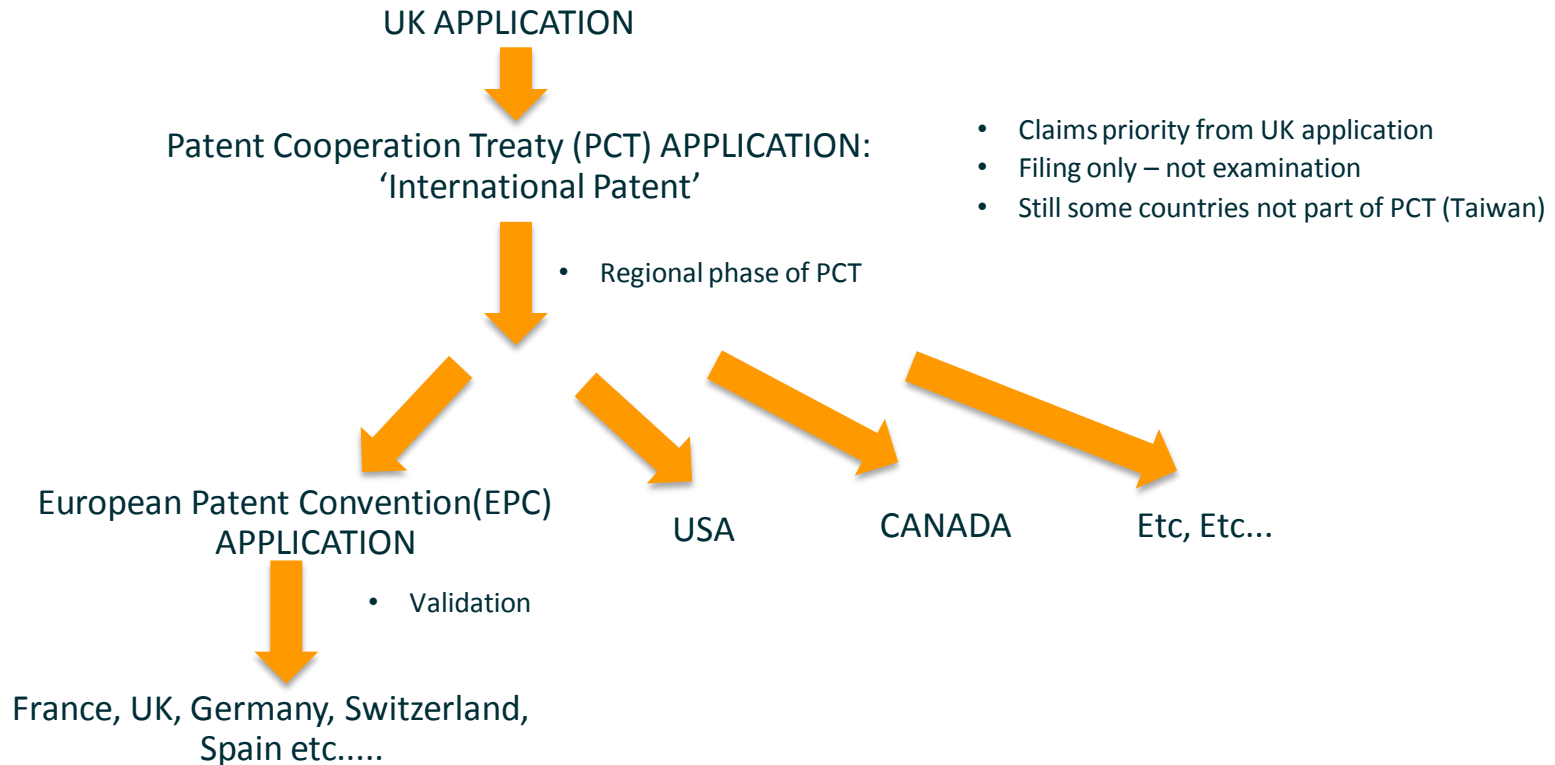 UK APPLICATION
Patent Cooperation Treaty (PCT) APPLICATION:
‘International Patent’
• Claims priority from UK application
• Filing only – not examination
• Still some countries not part of PCT (Taiwan)
• Regional phase of PCT
European Patent Convention(EPC)
APPLICATION
USA
CANADA
Etc, Etc...
• Validation
France, UK, Germany, Switzerland,
Spain etc.....